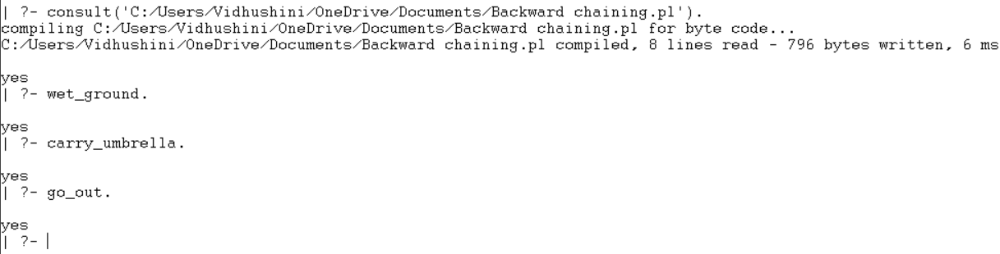 | ?- consult('C:/Users/Vidhushini/OneDrive/Documents/Backward chaining.pl').
compiling C:/Users/Vidhushini/OneDrive/Documents/Backward chaining.pl for byte code...
C:/Users/Vidhushini/OneDrive/Documents/Backward chaining.pl compiled, 8 lines read - 796 bytes written, 6 ms
yes
| ?- wet_ground.
yes
| ?- carry_umbrella.
yes
| ?- go_out.
yes
| ?-